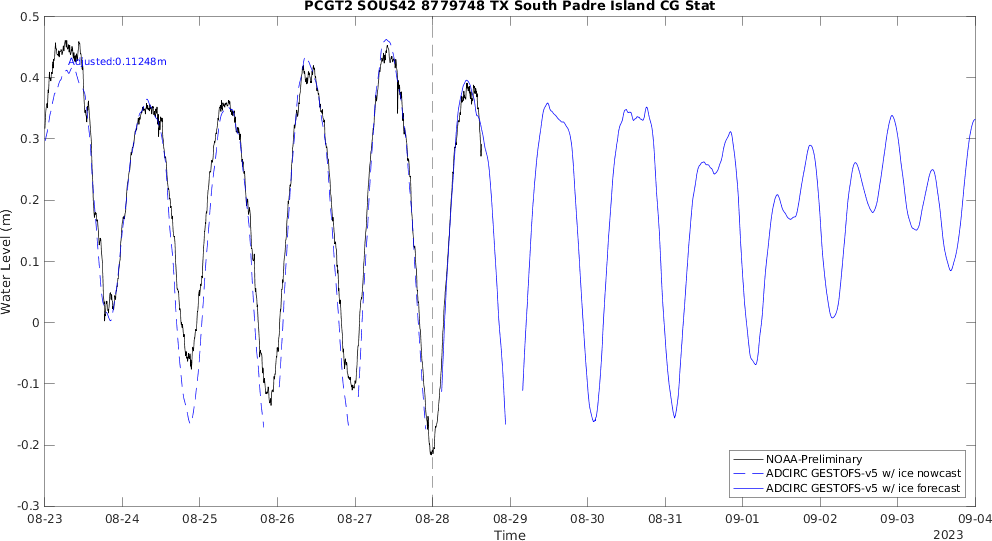 PCGT2 SOUS42 8779748 TX South Padre Island CG Stat
Adjusted:0.11248m
Water Level (m)
0.5
0.4
0.3
0.2
0.1
0
-0.1
-0.2
-0.3
NOAA-Preliminary
ADCIRC GESTOFS-v5 w/ ice nowcast
ADCIRC GESTOFS-v5 w/ ice forecast
08-23 08-24 08-25 08-26 08-27 08-28 08-29 08-30 08-31 09-01 09-02 09-03 09-04
Time
2023